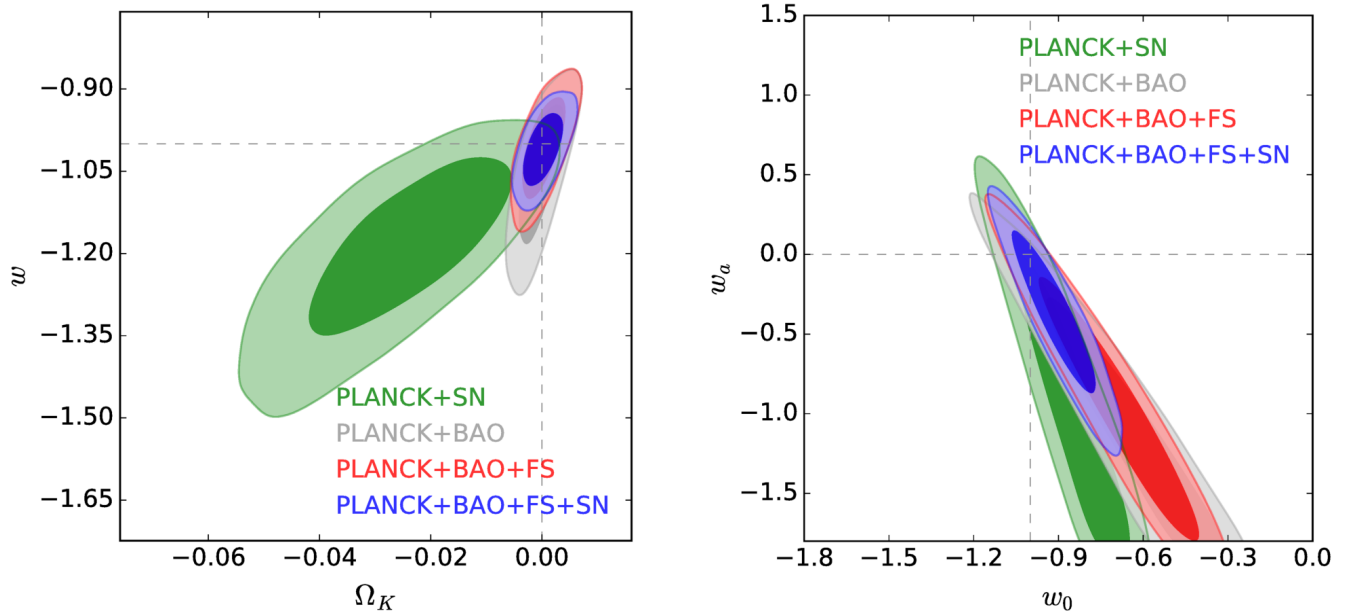 −0.90
−1.05
−1.20
−1.35
−1.50
−1.65
w
PLANCK+SN
PLANCK+BAO
PLANCK+BAO+FS
PLANCK+BAO+FS+SN
−0.06 −0.04 −0.02 0.00
Ω_K
1.5
1.0
0.5
0.0
−0.5
−1.0
−1.5
w_a
PLANCK+SN
PLANCK+BAO
PLANCK+BAO+FS
PLANCK+BAO+FS+SN
−1.8 −1.5 −1.2 −0.9 −0.6 −0.3 0.0
w_0